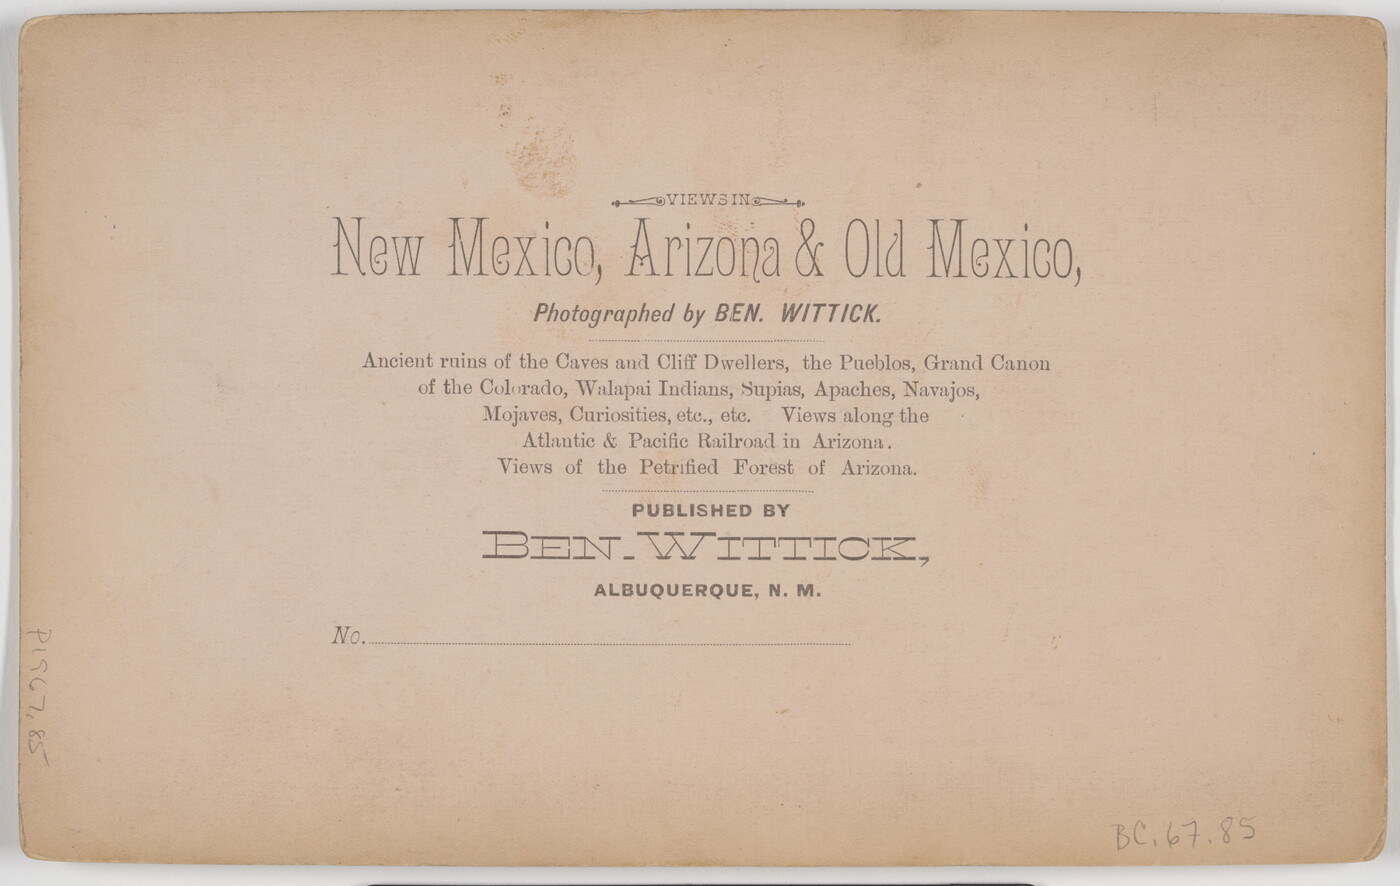 VIEWS IN
New Mexico, Arizona & Old Mexico,
Photographed by BEN. WITTICK.
Ancient ruins of the Caves and Cliff Dwellers, the Pueblos, Grand Canon
of the Colorado, Walapai Indians, Supias, Apaches, Navajos,
Mojaves, Curiosities, etc., etc. Views along the
Atlantic & Pacific Railroad in Arizona.
Views of the Petrified Forest of Arizona.
PUBLISHED BY
BEN. WITTICK,
ALBUQUERQUE, N. M.
No.
BC.67.85